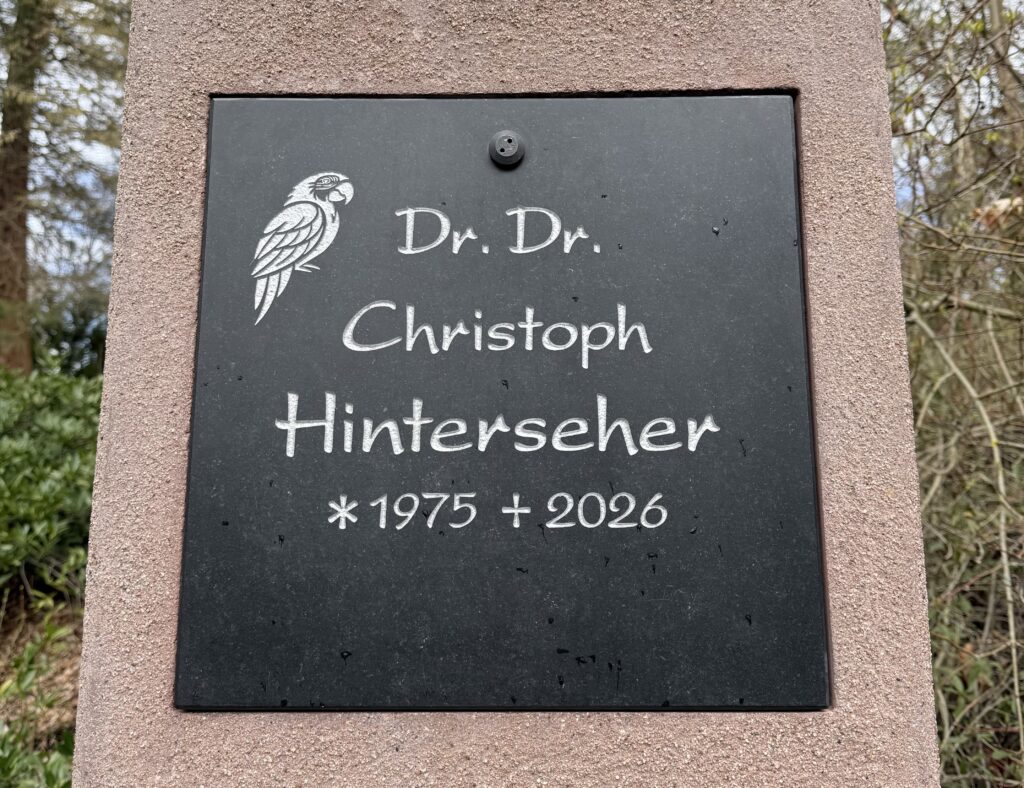 Dr. Dr.
Christoph
Hinterseher
* 1975 † 2026